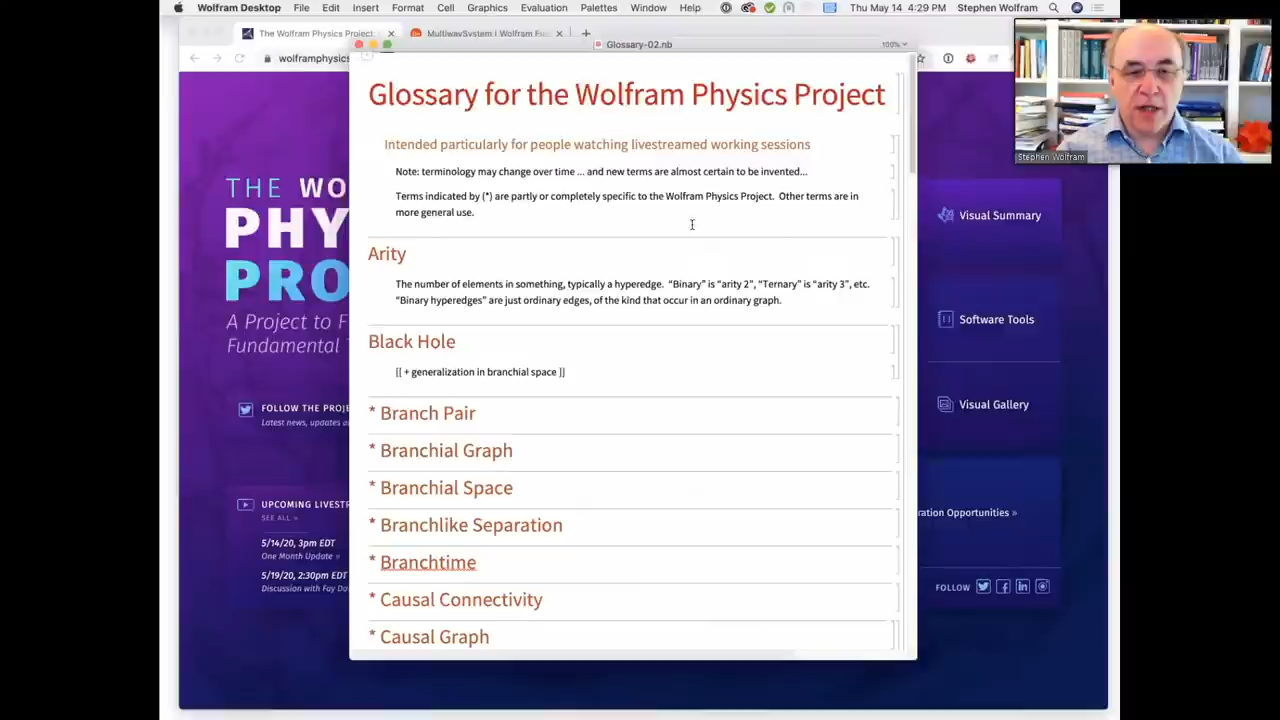 Wolfram Desktop File Edit Insert Format Cell Graphics Evaluation Palettes Window Help Thu May 14 4:29 PM Stephen Wolfram
The Wolfram Physics Project
MultiwaySystem | Wolfram Fu
wolframphysics
Glossary-02.nb
100%
Glossary for the Wolfram Physics Project
Intended particularly for people watching livestreamed working sessions
Note: terminology may change over time ... and new terms are almost certain to be invented...
Terms indicated by (*) are partly or completely specific to the Wolfram Physics Project. Other terms are in
more general use.
Arity
The number of elements in something, typically a hyperedge. “Binary” is “arity 2”, “Ternary” is “arity 3”, etc.
“Binary hyperedges” are just ordinary edges, of the kind that occur in an ordinary graph.
Black Hole
[[ + generalization in branchial space ]]
* Branch Pair
* Branchial Graph
* Branchial Space
* Branchlike Separation
* Branchtime
* Causal Connectivity
* Causal Graph
THE WO
PHY
PRO
A Project to F
Fundamental T
FOLLOW THE PROJE
Latest news, updates a
UPCOMING LIVESTR
SEE ALL »
5/14/20, 3pm EDT
One Month Update »
5/19/20, 2:30pm EDT
Discussion with Fay Do
Visual Summary
Software Tools
Visual Gallery
ration Opportunities »
FOLLOW
Stephen Wolfram